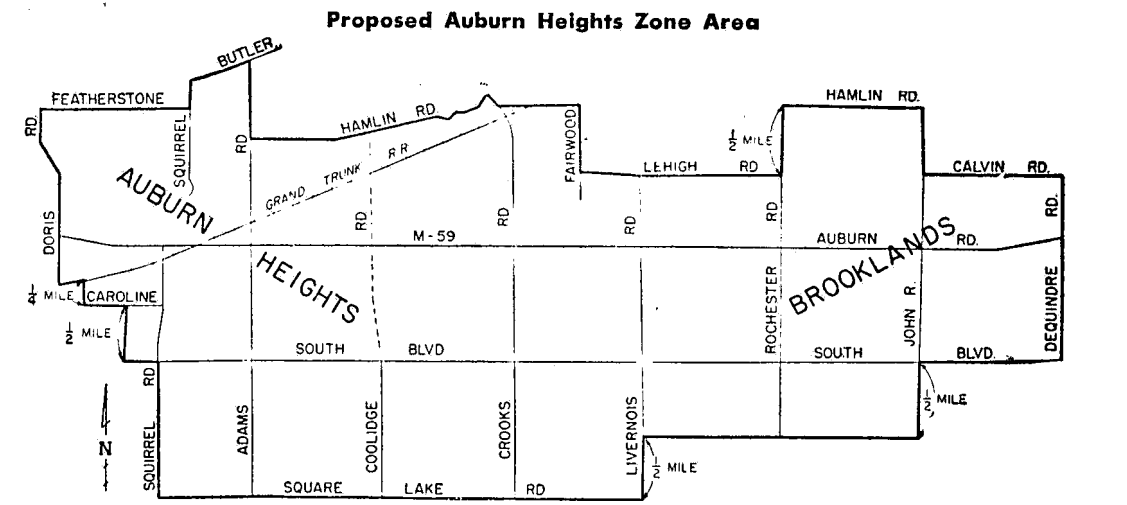 Proposed Auburn Heights Zone Area
BUTLER
FEATHERSTONE
HAMLIN RD.
HAMLIN RD.
RD.
SQUIRREL
RD
FAIRWOOD
1/2 MILE
LEHIGH RD
CALVIN RD.
GRAND TRUNK R R
AUBURN
HEIGHTS
DORIS
RD
RD
RD
RD
RD.
M-59
AUBURN RD.
BROOKLANDS
1/4 MILE
CAROLINE
1/2 MILE
ROCHESTER
JOHN R.
DEQUINDRE
SOUTH BLVD
SOUTH BLVD.
RD
SQUIRREL
ADAMS
COOLIDGE
CROOKS
LIVERNOIS
1/2 MILE
1/2 MILE
N
SQUARE LAKE RD